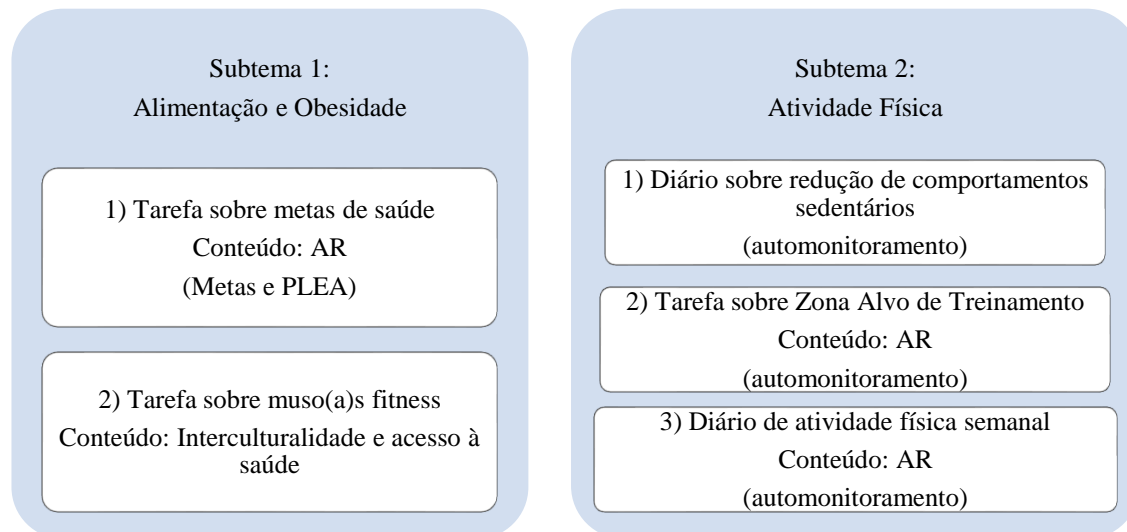 Subtema 1:
Alimentação e Obesidade
1) Tarefa sobre metas de saúde
Conteúdo: AR
(Metas e PLEA)
2) Tarefa sobre muso(a)s fitness
Conteúdo: Interculturalidade e acesso à
saúde
Subtema 2:
Atividade Física
1) Diário sobre redução de comportamentos
sedentários
(automonitoramento)
2) Tarefa sobre Zona Alvo de Treinamento
Conteúdo: AR
(automonitoramento)
3) Diário de atividade física semanal
Conteúdo: AR
(automonitoramento)